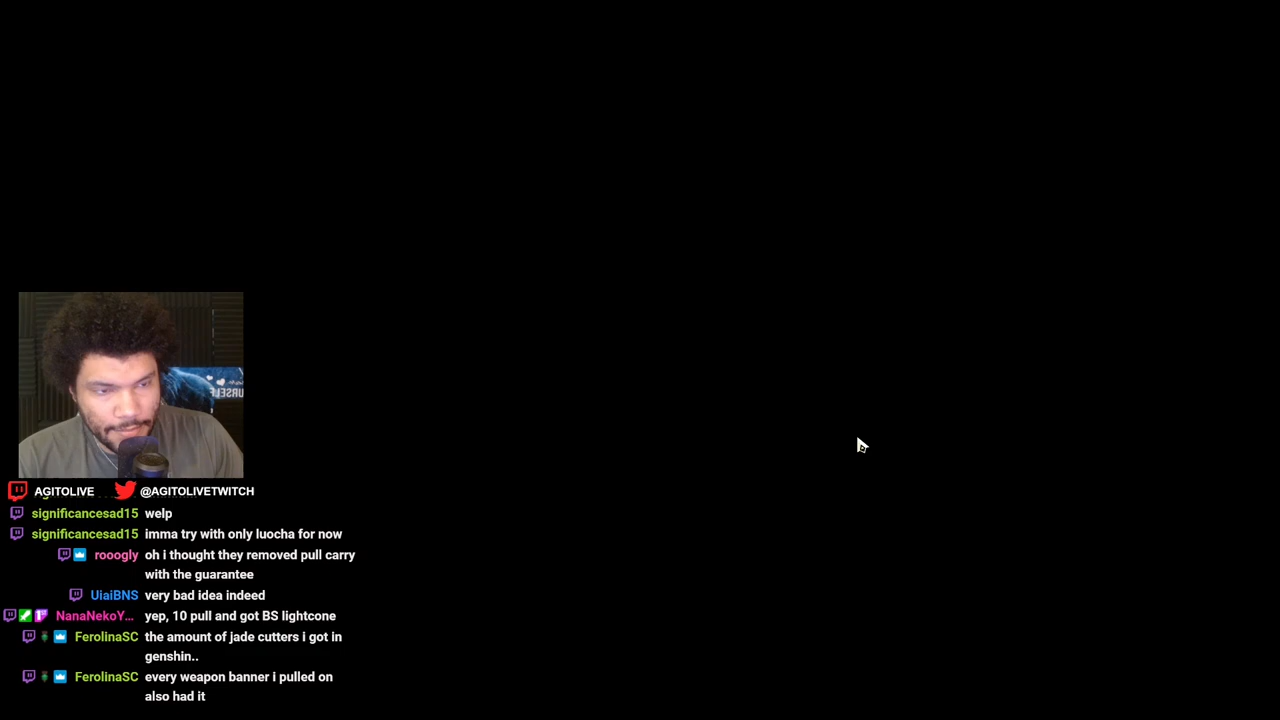 URSELF
AGITOLIVE @AGITOLIVETWITCH
significancesad15 welp
significancesad15 imma try with only luocha for now
rooogly oh i thought they removed pull carry
with the guarantee
UiaiBNS very bad idea indeed
NanaNekoY... yep, 10 pull and got BS lightcone
FerolinaSC the amount of jade cutters i got in
genshin..
FerolinaSC every weapon banner i pulled on
also had it